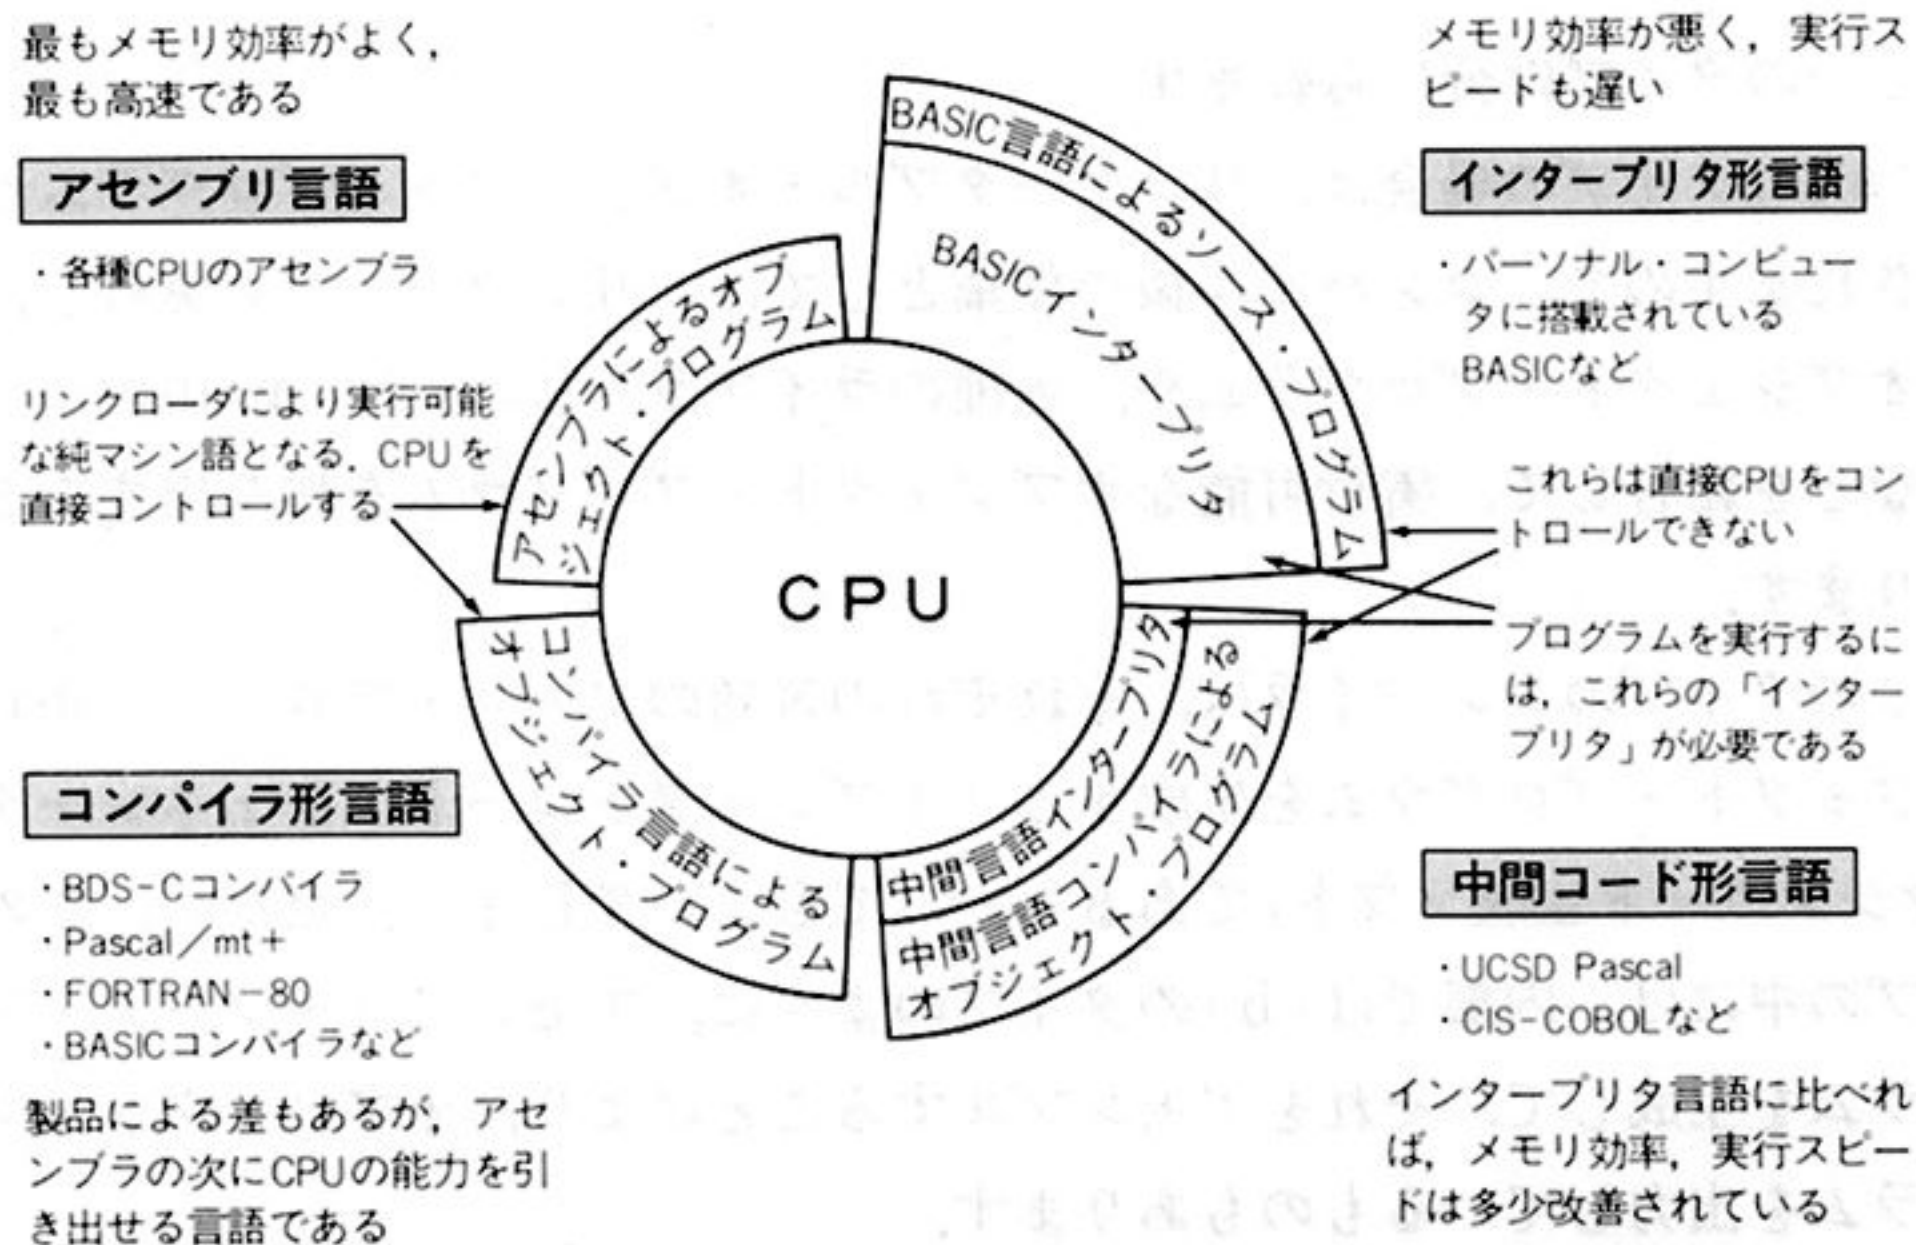 最もメモリ効率がよく，
最も高速である
アセンブリ言語
・各種CPUのアセンブラ
リンクローダにより実行可能
な純マシン語となる．CPUを
直接コントロールする
コンパイラ形言語
・BDS-Cコンパイラ
・Pascal／mt＋
・FORTRAN－80
・BASICコンパイラなど
製品による差もあるが，アセ
ンブラの次にCPUの能力を引
き出せる言語である
アセンブラによるオブ
ジェクト・プログラム
BASIC言語によるソース・プログラム
BASICインタープリタ
CPU
コンパイラ言語による
オブジェクト・プログラム
中間言語インタープリタ
中間言語コンパイラによる
オブジェクト・プログラム
メモリ効率が悪く，実行ス
ピードも遅い
インタープリタ形言語
・パーソナル・コンピュー
タに搭載されている
BASICなど
これらは直接CPUをコン
トロールできない
プログラムを実行するに
は，これらの「インター
プリタ」が必要である
中間コード形言語
・UCSD Pascal
・CIS-COBOLなど
インタープリタ言語に比べれ
ば，メモリ効率，実行スピー
ドは多少改善されている